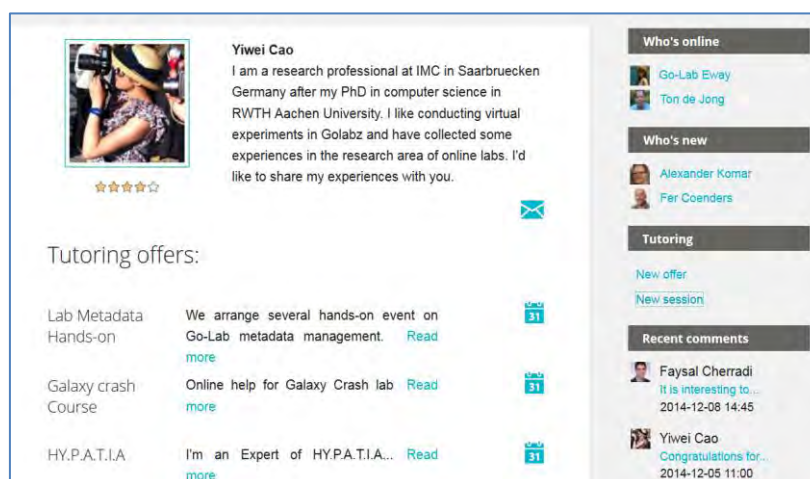 Yiwei Cao
I am a research professional at IMC in Saarbruecken
Germany after my PhD in computer science in
RWTH Aachen University. I like conducting virtual
experiments in Golabz and have collected some
experiences in the research area of online labs. I'd
like to share my experiences with you.
Tutoring offers:
Lab Metadata
Hands-on
We arrange several hands-on event on
Go-Lab metadata management. Read
more
31
Galaxy crash
Course
Online help for Galaxy Crash lab Read
more
31
HY.P.A.T.I.A
I'm an Expert of HY.P.A.T.I.A... Read
more
31
Who's online
Go-Lab Eway
Ton de Jong
Who's new
Alexander Komar
Fer Coenders
Tutoring
New offer
New session
Recent comments
Faysal Cherradi
It is interesting to...
2014-12-08 14:45
Yiwei Cao
Congratulations for...
2014-12-05 11:00